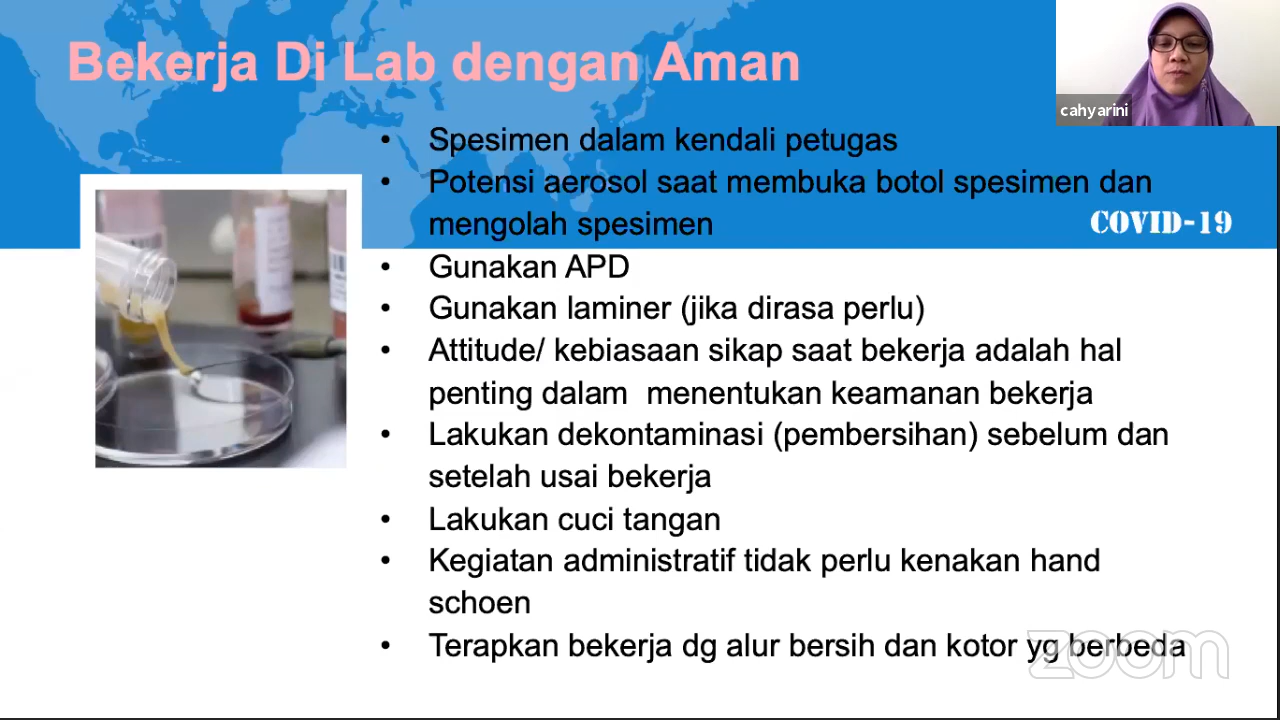 Bekerja Di Lab dengan Aman
cahyarini
• Spesimen dalam kendali petugas
• Potensi aerosol saat membuka botol spesimen dan
mengolah spesimen
COVID-19
• Gunakan APD
• Gunakan laminer (jika dirasa perlu)
• Attitude/ kebiasaan sikap saat bekerja adalah hal
penting dalam  menentukan keamanan bekerja
• Lakukan dekontaminasi (pembersihan) sebelum dan
setelah usai bekerja
• Lakukan cuci tangan
• Kegiatan administratif tidak perlu kenakan hand
schoen
• Terapkan bekerja dg alur bersih dan kotor yg berbeda
zoom